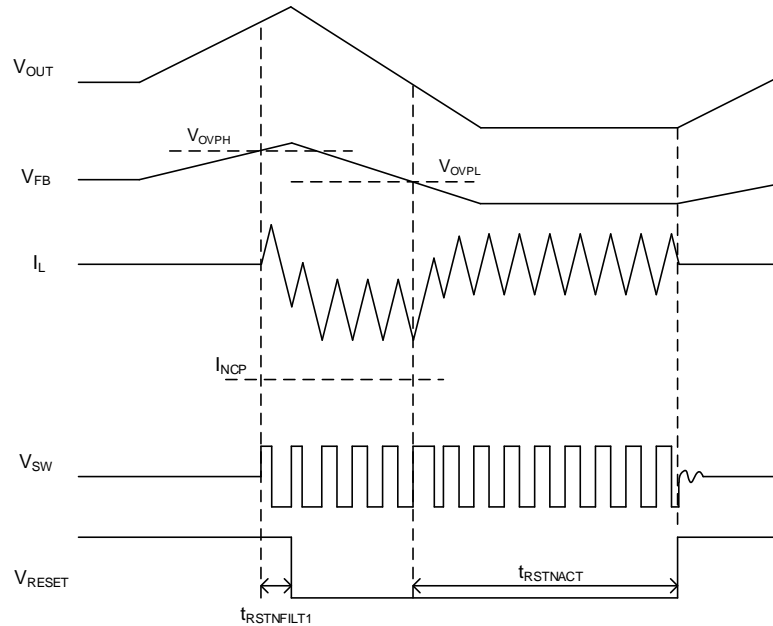 VOUT
VOVPH
VFB
VOVPL
IL
INCP
VSW
VRESET
tRSTNFILT1
tRSTNACT